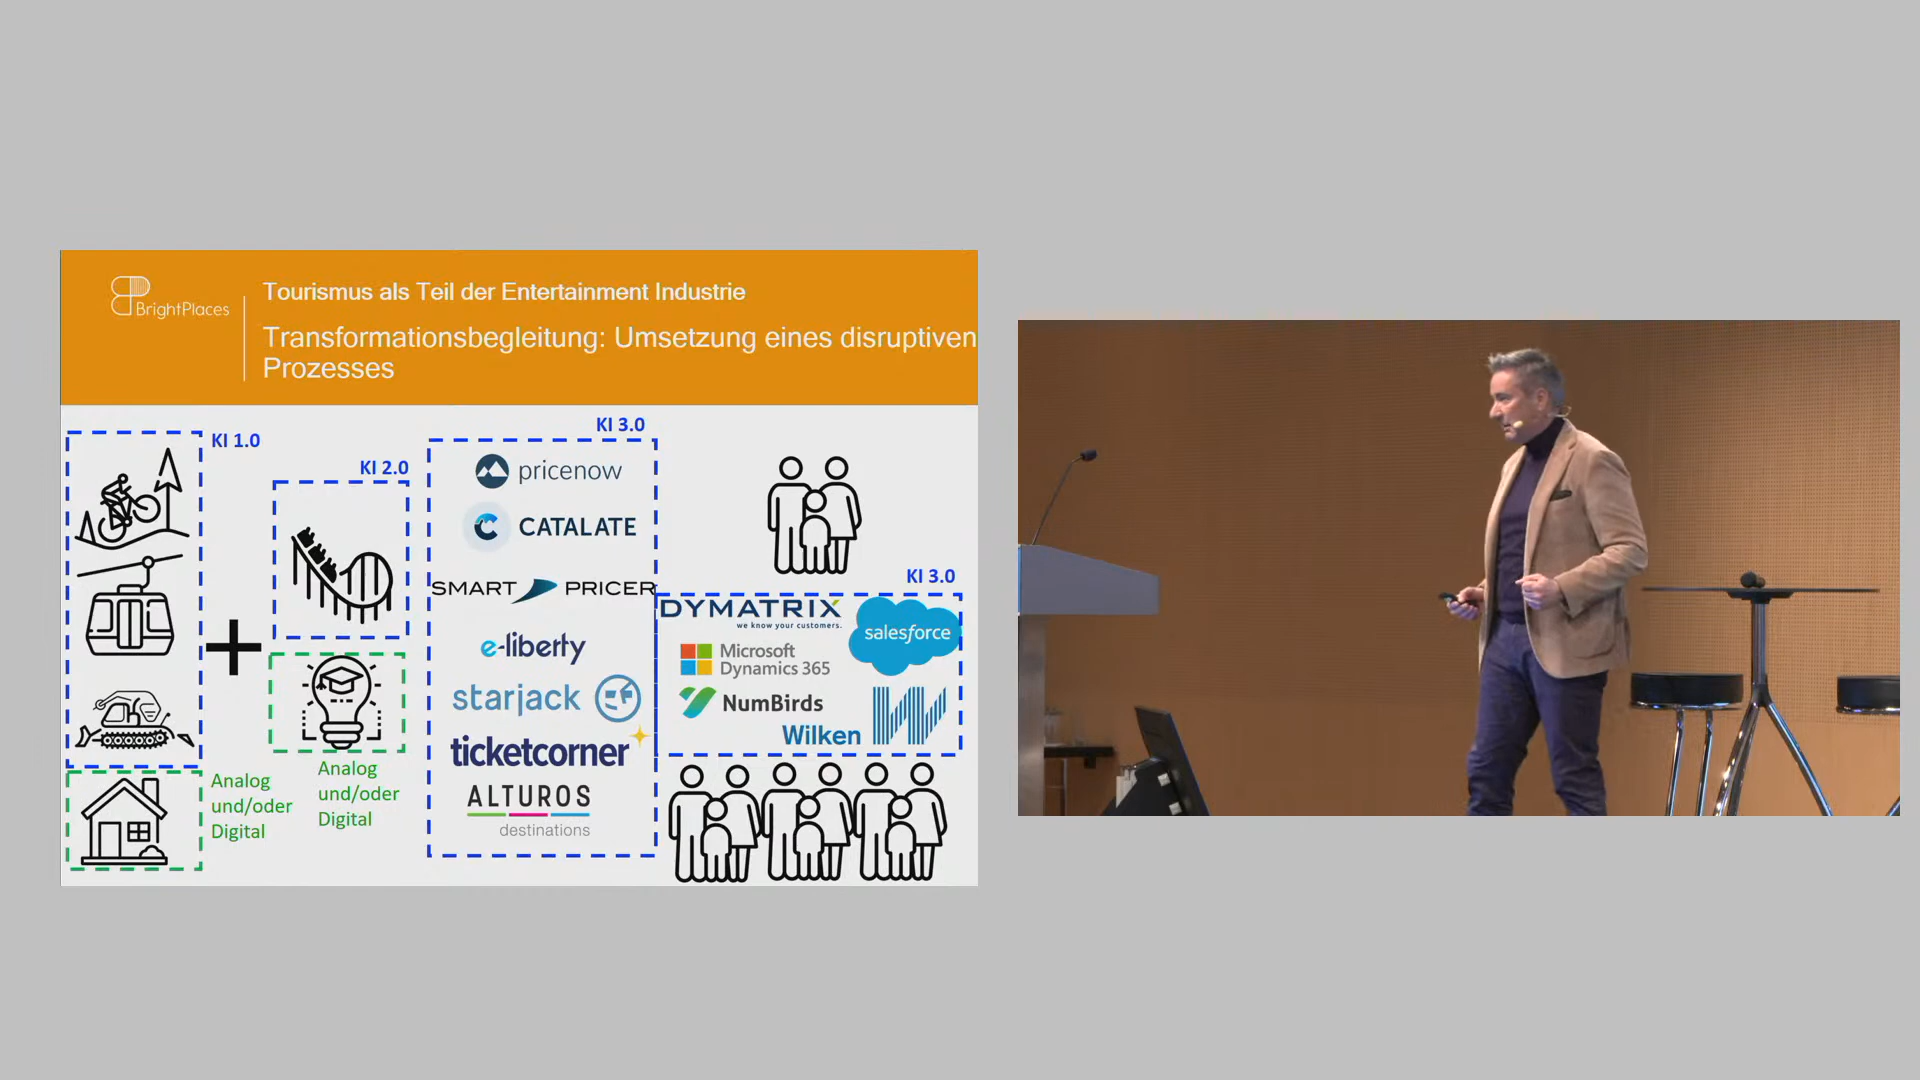 BrightPlaces
Tourismus als Teil der Entertainment Industrie
Transformationsbegleitung: Umsetzung eines disruptiven
Prozesses
KI 1.0
KI 2.0
Analog
und/oder
Digital
Analog
und/oder
Digital
KI 3.0
pricenow
CATALATE
SMART PRICER
e-liberty
starjack
ticketcorner
ALTUROS
destinations
KI 3.0
DYMATRIX
we know your customers.
salesforce
Microsoft
Dynamics 365
NumBirds
Wilken